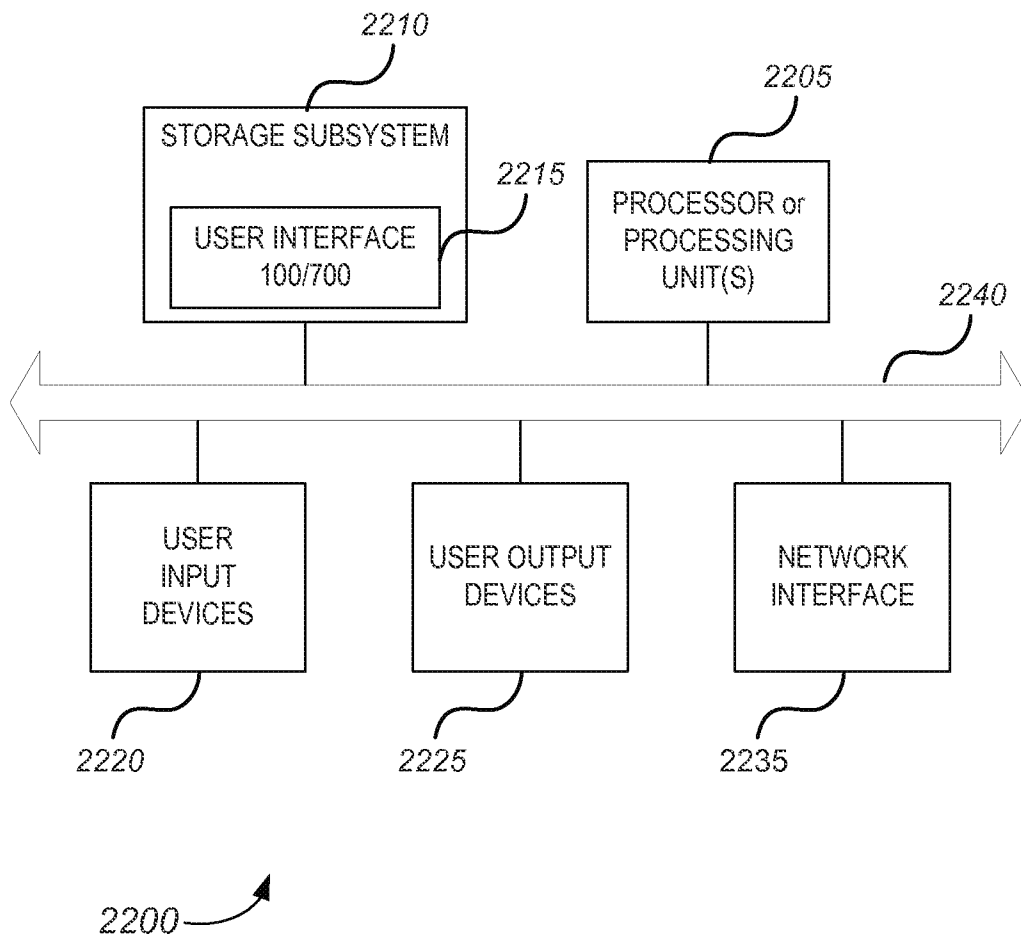 2210
2205
STORAGE SUBSYSTEM
2215
USER INTERFACE
100/700
PROCESSOR or
PROCESSING
UNIT(S)
2240
USER
INPUT
DEVICES
USER OUTPUT
DEVICES
NETWORK
INTERFACE
2220
2225
2235
2200